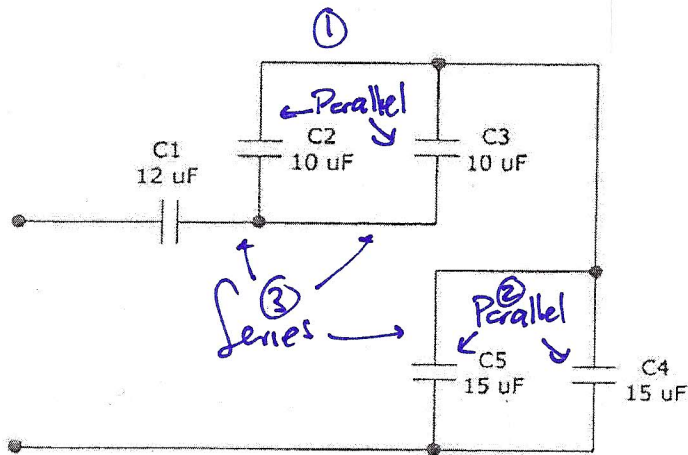 ①
Parallel
C2
10 uF
C3
10 uF
C1
12 uF
③
Series
②
Parallel
C5
15 uF
C4
15 uF